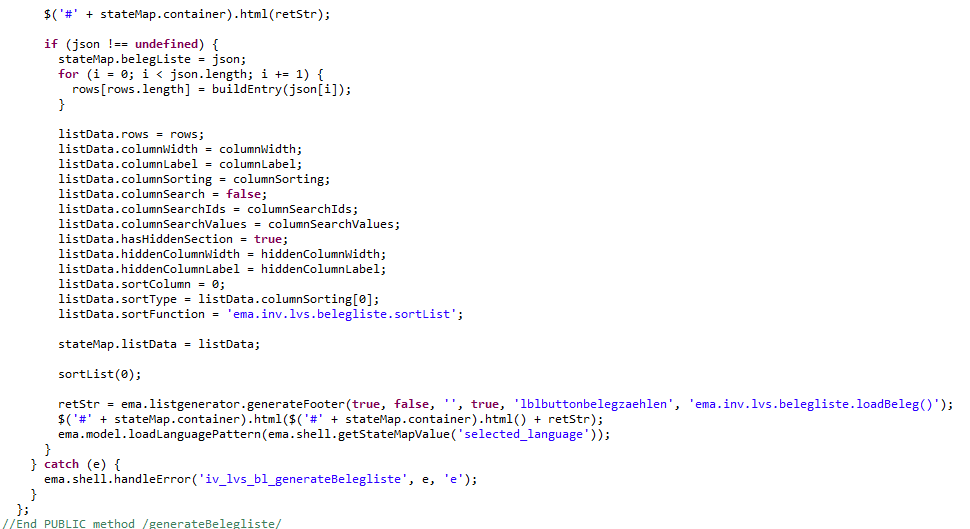 $('#' + stateMap.container).html(retStr);
if (json !== undefined) {
stateMap.belegListe = json;
for (i = 0; i < json.length; i += 1) {
rows[rows.length] = buildEntry(json[i]);
}
listData.rows = rows;
listData.columnWidth = columnWidth;
listData.columnLabel = columnLabel;
listData.columnSorting = columnSorting;
listData.columnSearch = false;
listData.columnSearchIds = columnSearchIds;
listData.columnSearchValues = columnSearchValues;
listData.hasHiddenSection = true;
listData.hiddenColumnWidth = hiddenColumnWidth;
listData.hiddenColumnLabel = hiddenColumnLabel;
listData.sortColumn = 0;
listData.sortType = listData.columnSorting[0];
listData.sortFunction = 'ema.inv.lvs.belegliste.sortList';
stateMap.listData = listData;
sortList(0);
retStr = ema.listgenerator.generateFooter(true, false, '', true, 'lblbuttonbelegzaehlen', 'ema.inv.lvs.belegliste.loadBeleg()');
$('#' + stateMap.container).html($('#' + stateMap.container).html() + retStr);
ema.model.loadLanguagePattern(ema.shell.getStateMapValue('selected_language'));
}
} catch (e) {
ema.shell.handleError('iv_lvs_bl_generateBelegliste', e, 'e');
}
};
//End PUBLIC method /generateBelegliste/